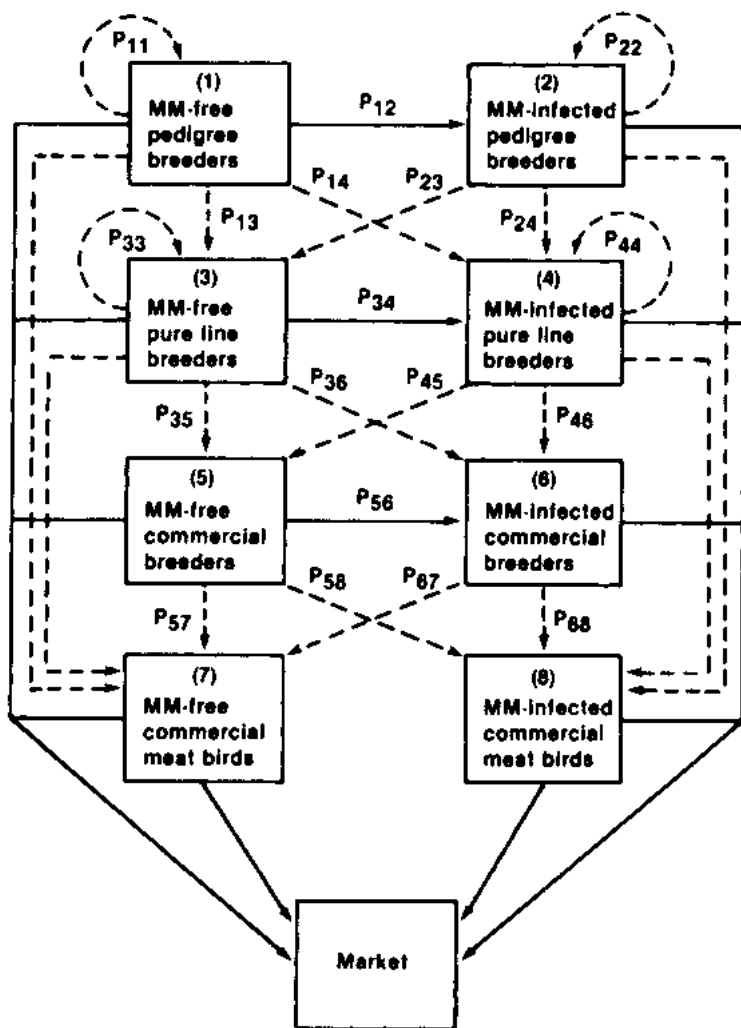 P11
P22
(1)
MM-free
pedigree
breeders
P12
(2)
MM-infected
pedigree
breeders
P13
P14
P23
P24
P33
P44
(3)
MM-free
pure line
breeders
P34
(4)
MM-infected
pure line
breeders
P35
P36
P45
P46
(5)
MM-free
commercial
breeders
P56
(6)
MM-infected
commercial
breeders
P57
P58
P67
P68
(7)
MM-free
commercial
meat birds
(8)
MM-infected
commercial
meat birds
Market